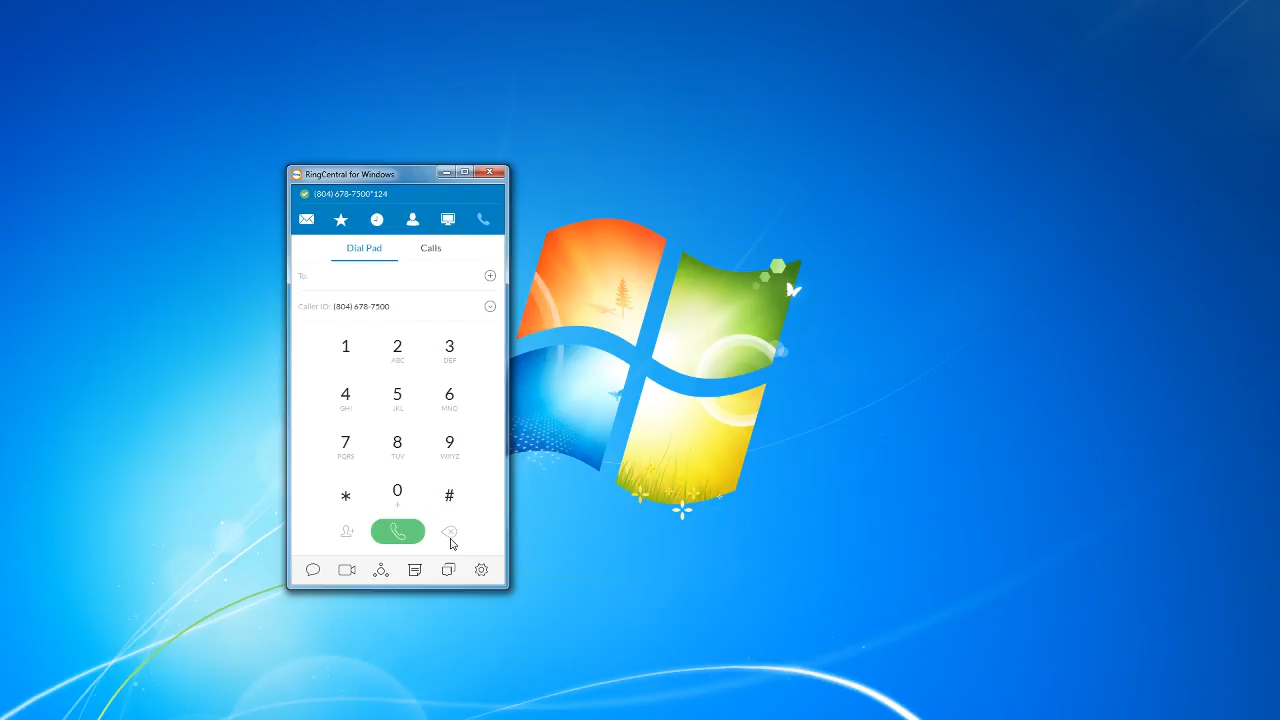 RingCentral for Windows
(804) 678-7500*124
Dial Pad Calls
To:
Caller ID: (804) 678-7500
1 2 3
ABC DEF
4 5 6
GHI JKL MNO
7 8 9
PQRS TUV WXYZ
* 0 #
+